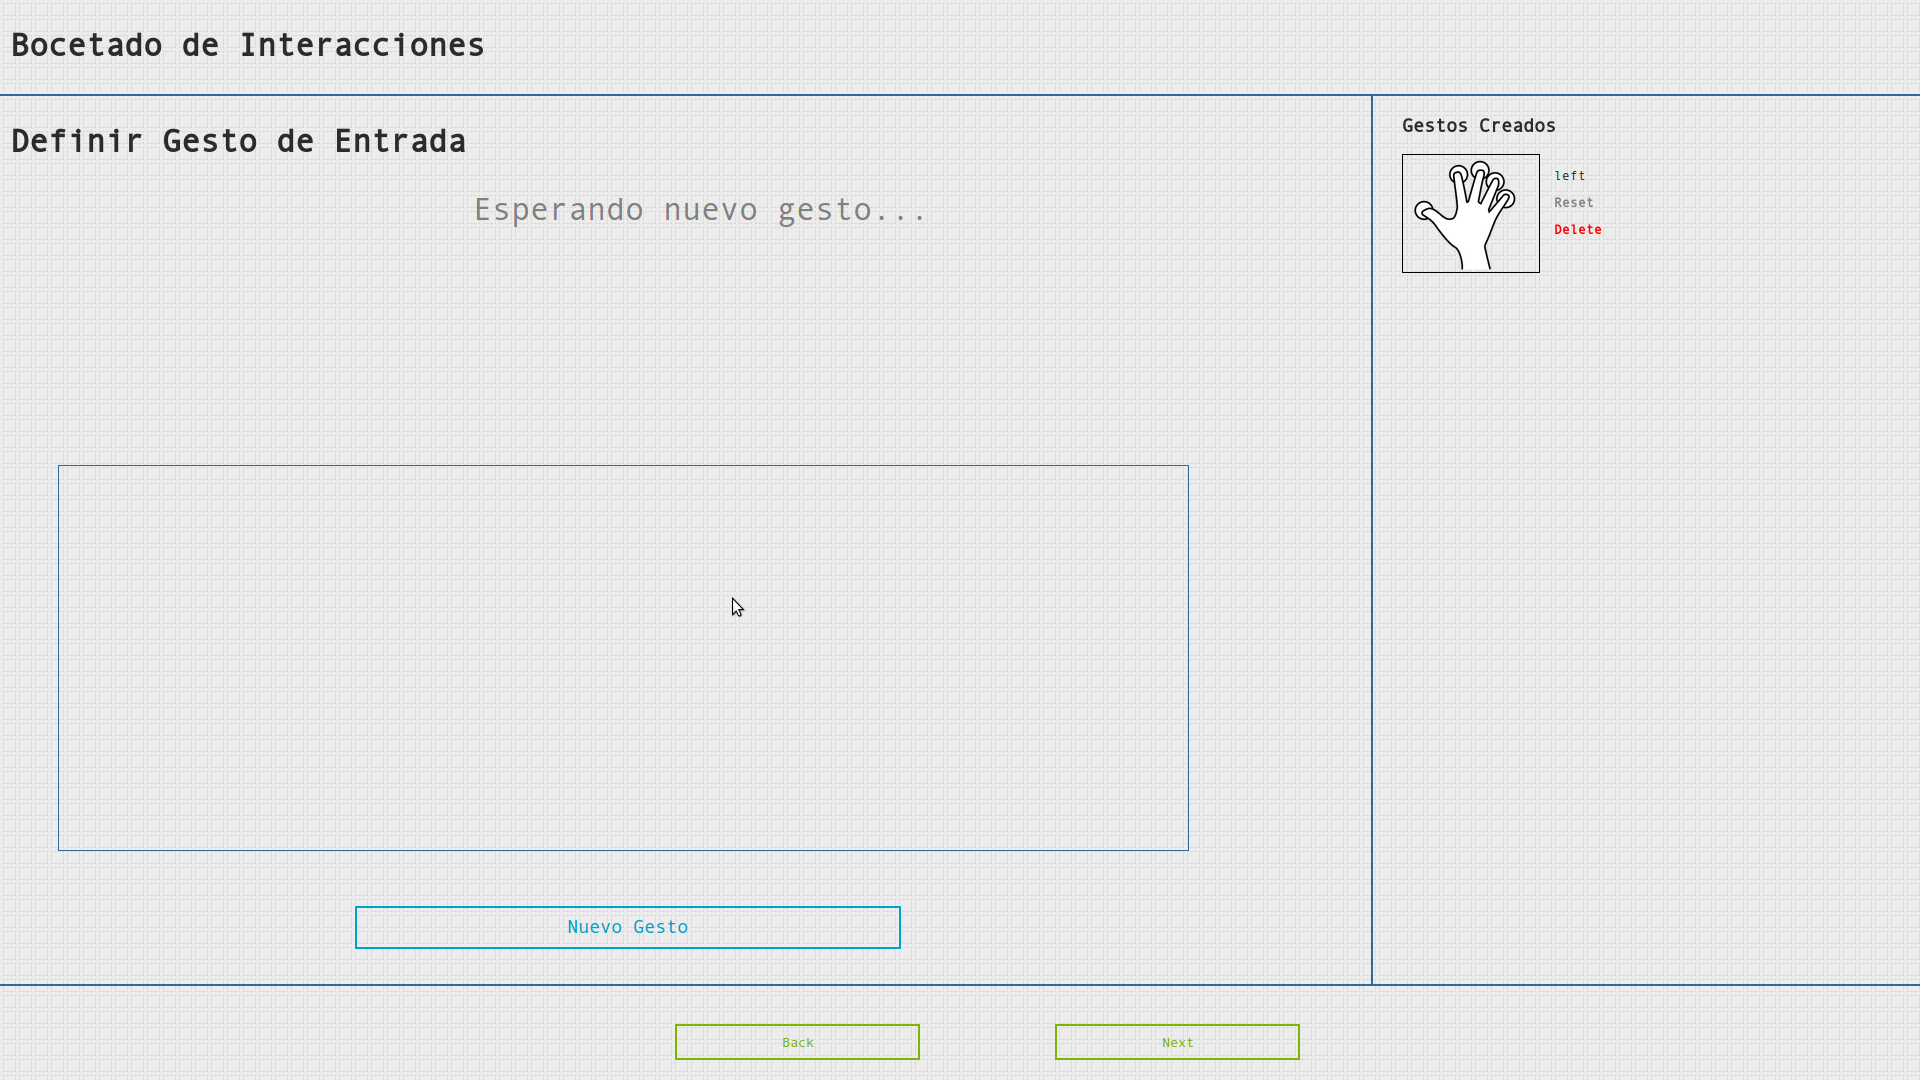 Bocetado de Interacciones
Definir Gesto de Entrada
Esperando nuevo gesto...
Nuevo Gesto
Gestos Creados
left
Reset
Delete
Back
Next